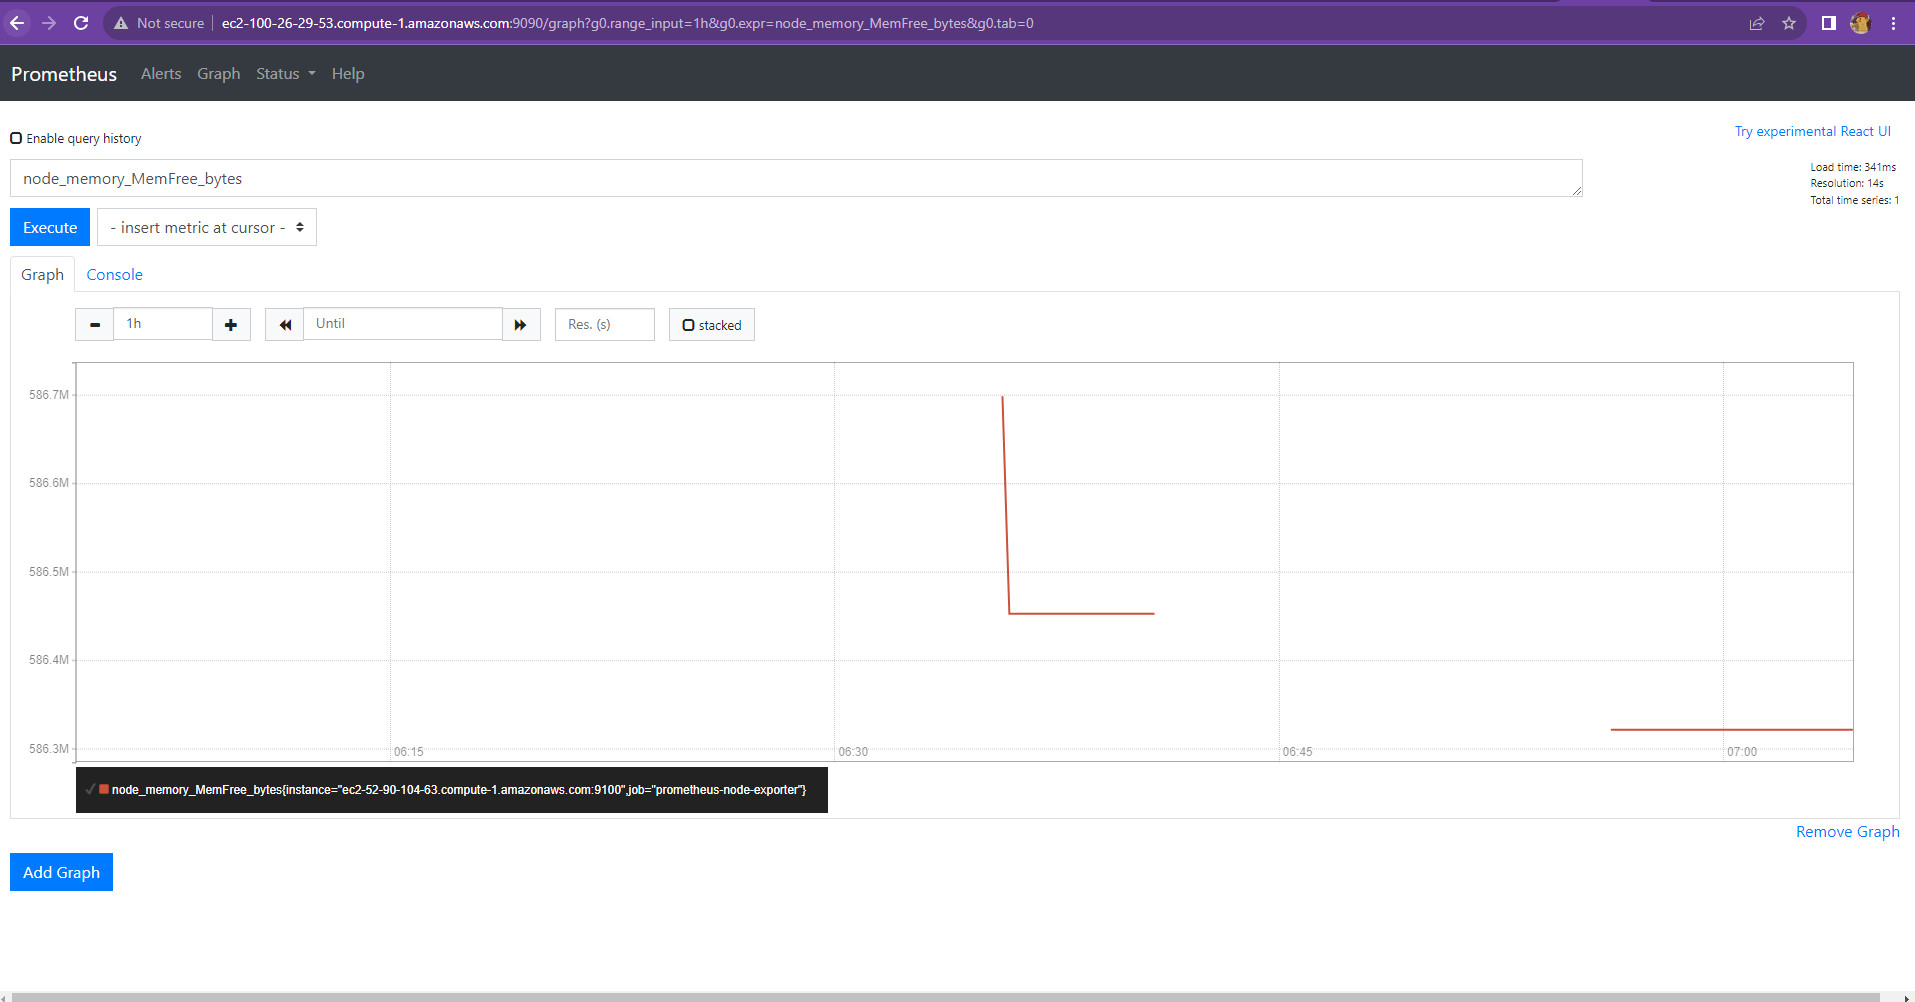 Not secure | ec2-100-26-29-53.compute-1.amazonaws.com:9090/graph?g0.range_input=1h&g0.expr=node_memory_MemFree_bytes&g0.tab=0
Prometheus Alerts Graph Status Help
Enable query history
Try experimental React UI
node_memory_MemFree_bytes
Load time: 341ms
Resolution: 14s
Total time series: 1
Execute - insert metric at cursor -
Graph Console
1h Until Res. (s) stacked
586.7M
586.6M
586.5M
586.4M
586.3M
06:15 06:30 06:45 07:00
node_memory_MemFree_bytes{instance="ec2-52-90-104-63.compute-1.amazonaws.com:9100",job="prometheus-node-exporter"}
Remove Graph
Add Graph